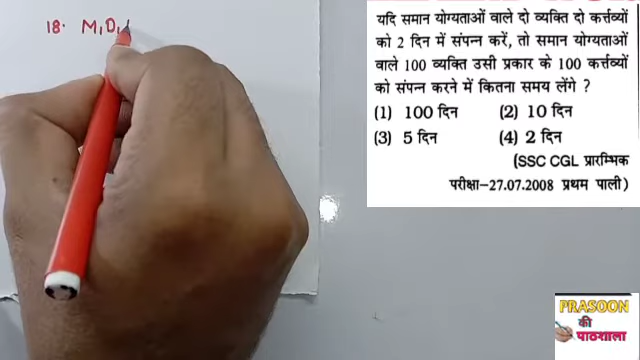 18. M₁D₁
यदि समान योग्यताओं वाले दो व्यक्ति दो कर्त्तव्यों
को 2 दिन में संपन्न करें, तो समान योग्यताओं
वाले 100 व्यक्ति उसी प्रकार के 100 कर्त्तव्यों
को संपन्न करने में कितना समय लेंगे ?
(1) 100 दिन (2) 10 दिन
(3) 5 दिन (4) 2 दिन
(SSC CGL प्रारम्भिक
परीक्षा-27.07.2008 प्रथम पाली)
PRASOON
की
पाठशाला